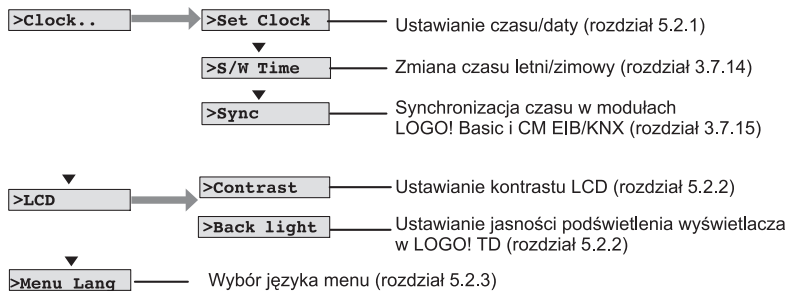 >Clock..
>Set Clock
Ustawianie czasu/daty (rozdział 5.2.1)
>S/W Time
Zmiana czasu letni/zimowy (rozdział 3.7.14)
>Sync
Synchronizacja czasu w modułach
LOGO! Basic i CM EIB/KNX (rozdział 3.7.15)
>LCD
>Contrast
Ustawianie kontrastu LCD (rozdział 5.2.2)
>Back light
Ustawianie jasności podświetlenia wyświetlacza
w LOGO! TD (rozdział 5.2.2)
>Menu Lang
Wybór języka menu (rozdział 5.2.3)